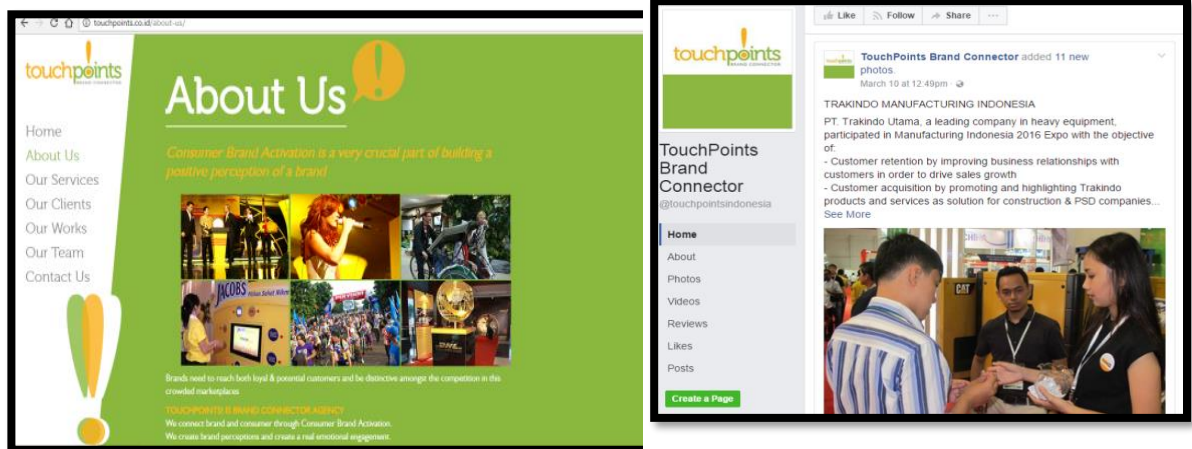 touchpoints.co.id/about-us/
touchpoints
BRAND CONNECTOR
Home
About Us
Our Services
Our Clients
Our Works
Our Team
Contact Us
About Us
Consumer Brand Activation is a very crucial part of building a
positive perception of a brand
JACOBS
Brands need to reach both loyal & potential customers and be distinctive amongst the competition in this
crowded marketplaces
TOUCHPOINTS IS BRAND CONNECTOR AGENCY
We connect brand and consumer through Consumer Brand Activation.
We create brand perceptions and create a real emotional engagement.
touchpoints
BRAND CONNECTOR
TouchPoints
Brand
Connector
@touchpointsindonesia
Home
About
Photos
Videos
Reviews
Likes
Posts
Create a Page
Like Follow Share ...
TouchPoints Brand Connector added 11 new
photos.
March 10 at 12:49pm ·
TRAKINDO MANUFACTURING INDONESIA
PT. Trakindo Utama, a leading company in heavy equipment,
participated in Manufacturing Indonesia 2016 Expo with the objective
of:
- Customer retention by improving business relationships with
customers in order to drive sales growth
- Customer acquisition by promoting and highlighting Trakindo
products and services as solution for construction & PSD companies...
See More
CAT